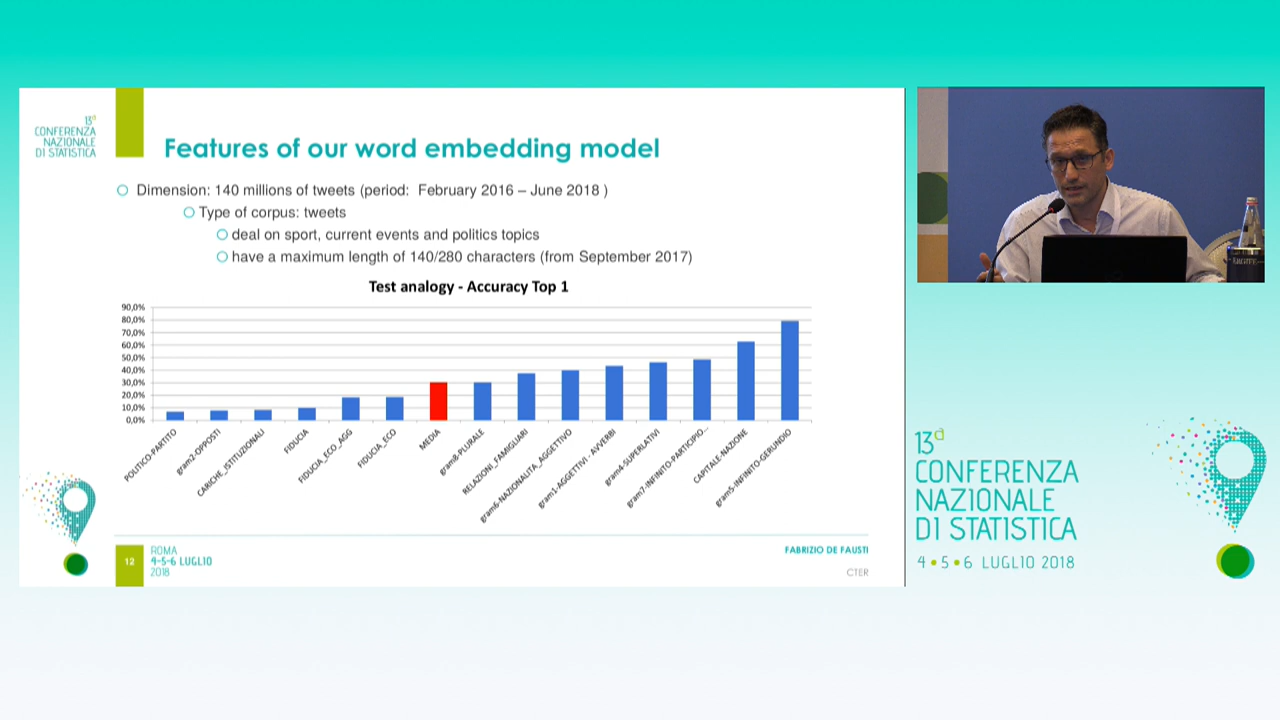 13a
CONFERENZA
NAZIONALE
DI STATISTICA
Features of our word embedding model
Dimension: 140 millions of tweets (period: February 2016 – June 2018 )
Type of corpus: tweets
deal on sport, current events and politics topics
have a maximum length of 140/280 characters (from September 2017)
Test analogy - Accuracy Top 1
90,0%
80,0%
70,0%
60,0%
50,0%
40,0%
30,0%
20,0%
10,0%
0,0%
POLITICO-PARTITO
gram2-OPPOSTI
CARICHE_ISTITUZIONALI
FIDUCIA
FIDUCIA_ECO_AGG
FIDUCIA_ECO
MEDIA
gram8-PLURALE
RELAZIONI_FAMIGLIARI
gram6-NAZIONALITA_AGGETTIVO
gram1-AGGETTIVI - AVVERBI
gram4-SUPERLATIVI
gram7-INFINITO-PARTICIPIO...
CAPITALE-NAZIONE
gram5-INFINITO-GERUNDIO
12
ROMA
4-5-6 LUGLIO
2018
FABRIZIO DE FAUSTI
CTER
13a
CONFERENZA
NAZIONALE
DI STATISTICA
4 • 5 • 6 LUGLIO 2018